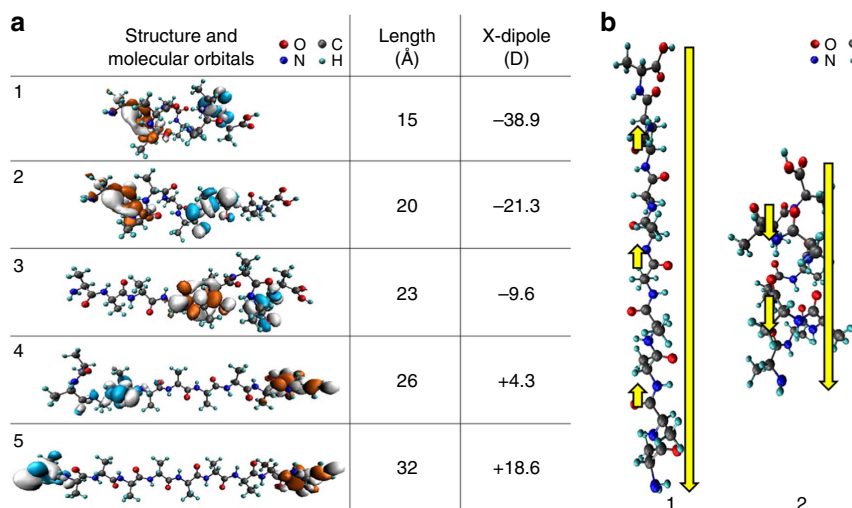 a
Structure and
molecular orbitals
O C
N H
Length
(Å)
X-dipole
(D)
1
15
–38.9
2
20
–21.3
3
23
–9.6
4
26
+4.3
5
32
+18.6
b
O
N
1
2